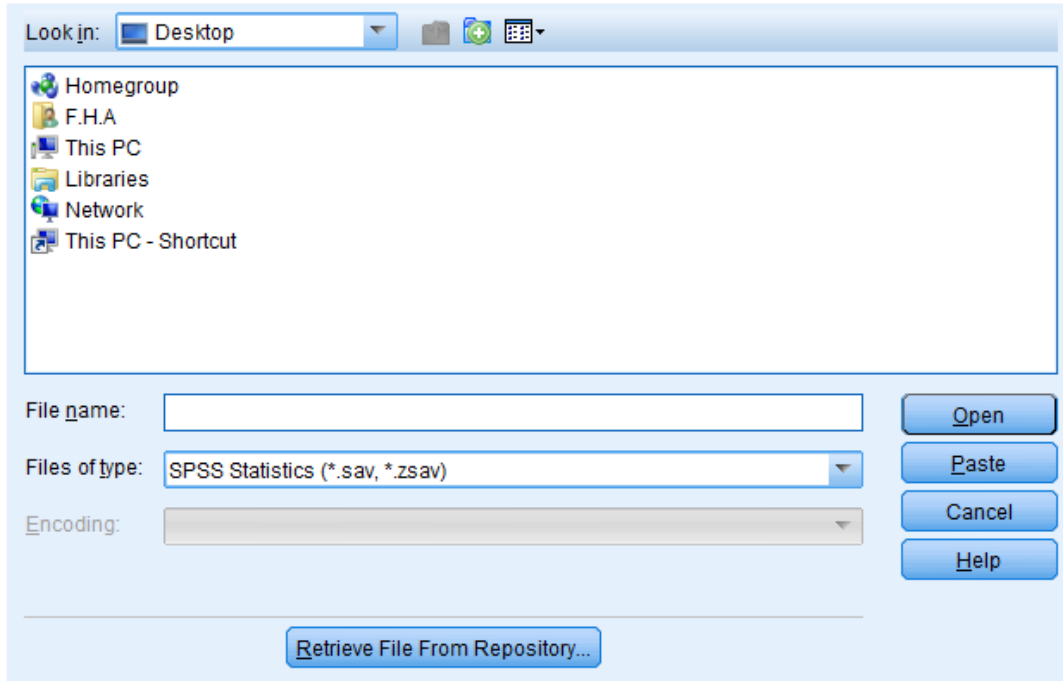 Look in: Desktop
Homegroup
F.H.A
This PC
Libraries
Network
This PC - Shortcut
File name:
Open
Files of type: SPSS Statistics (*.sav, *.zsav)
Paste
Encoding:
Cancel
Help
Retrieve File From Repository...